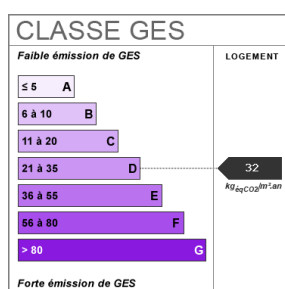 CLASSE GES
Faible émission de GES
LOGEMENT
≤ 5 A
6 à 10 B
11 à 20 C
21 à 35 D
32
kgéqCO2/m².an
36 à 55 E
56 à 80 F
> 80 G
Forte émission de GES